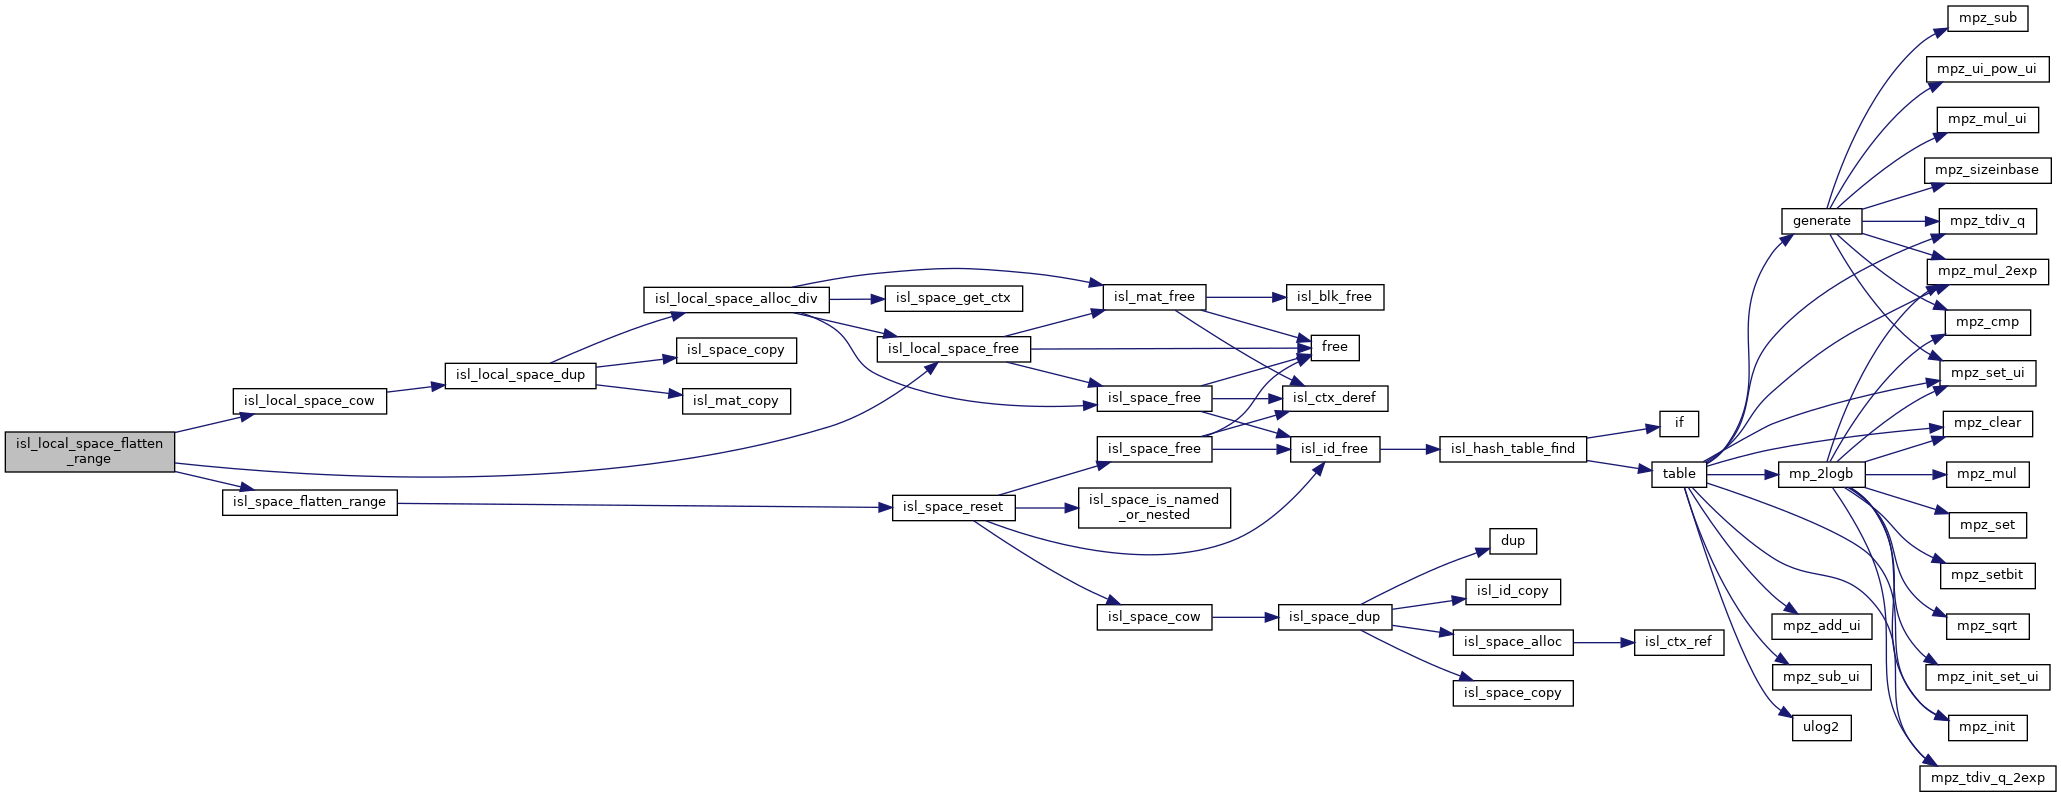 isl_local_space_flatten
_range
isl_local_space_cow
isl_space_flatten_range
isl_local_space_dup
isl_local_space_alloc_div
isl_space_copy
isl_mat_copy
isl_space_get_ctx
isl_local_space_free
isl_space_reset
isl_mat_free
isl_space_free
isl_space_free
isl_space_is_named
_or_nested
isl_space_cow
isl_blk_free
free
isl_ctx_deref
isl_id_free
isl_space_dup
isl_hash_table_find
dup
isl_id_copy
isl_space_alloc
isl_space_copy
if
table
isl_ctx_ref
generate
mp_2logb
mpz_add_ui
mpz_sub_ui
ulog2
mpz_sub
mpz_ui_pow_ui
mpz_mul_ui
mpz_sizeinbase
mpz_tdiv_q
mpz_mul_2exp
mpz_cmp
mpz_set_ui
mpz_clear
mpz_mul
mpz_set
mpz_setbit
mpz_sqrt
mpz_init_set_ui
mpz_init
mpz_tdiv_q_2exp